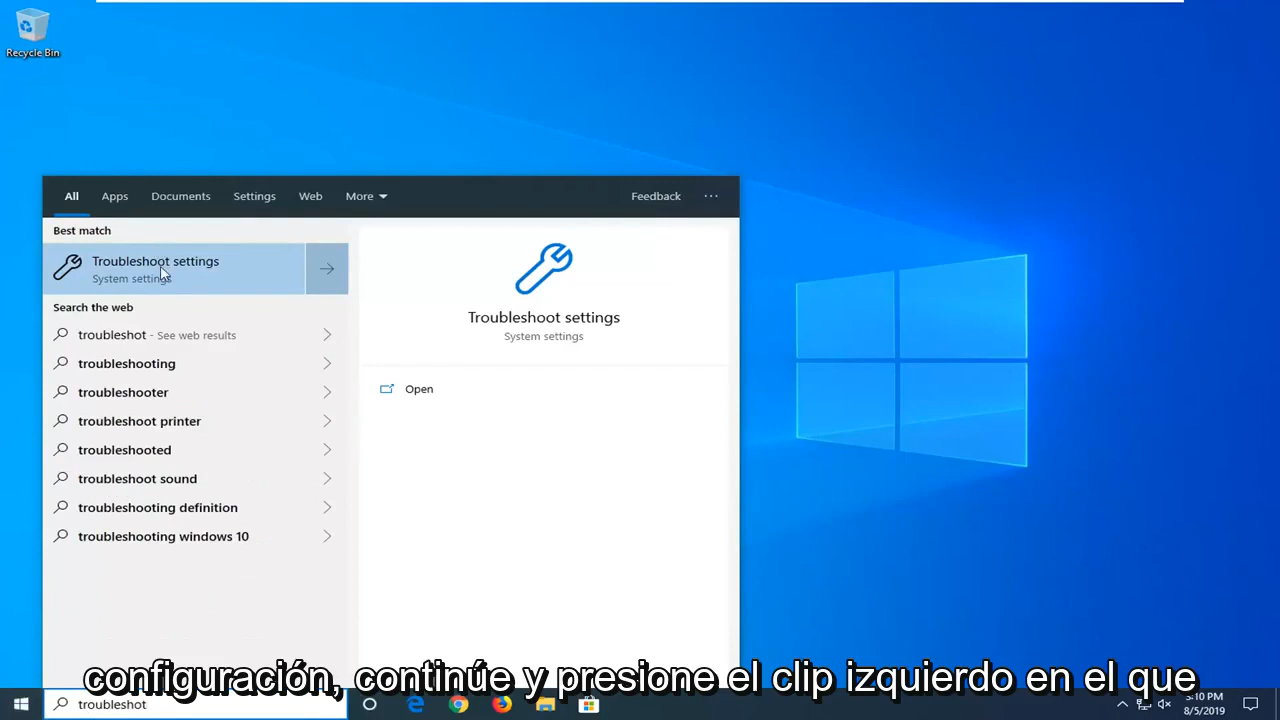 Recycle Bin
All Apps Documents Settings Web More Feedback ...
Best match
Troubleshoot settings
System settings
Search the web
troubleshot - See web results
troubleshooting
troubleshooter
troubleshoot printer
troubleshooted
troubleshoot sound
troubleshooting definition
troubleshooting windows 10
Troubleshoot settings
System settings
Open
configuración, continúe y presione el clip izquierdo en el que
troubleshot
5:10 PM
8/5/2019